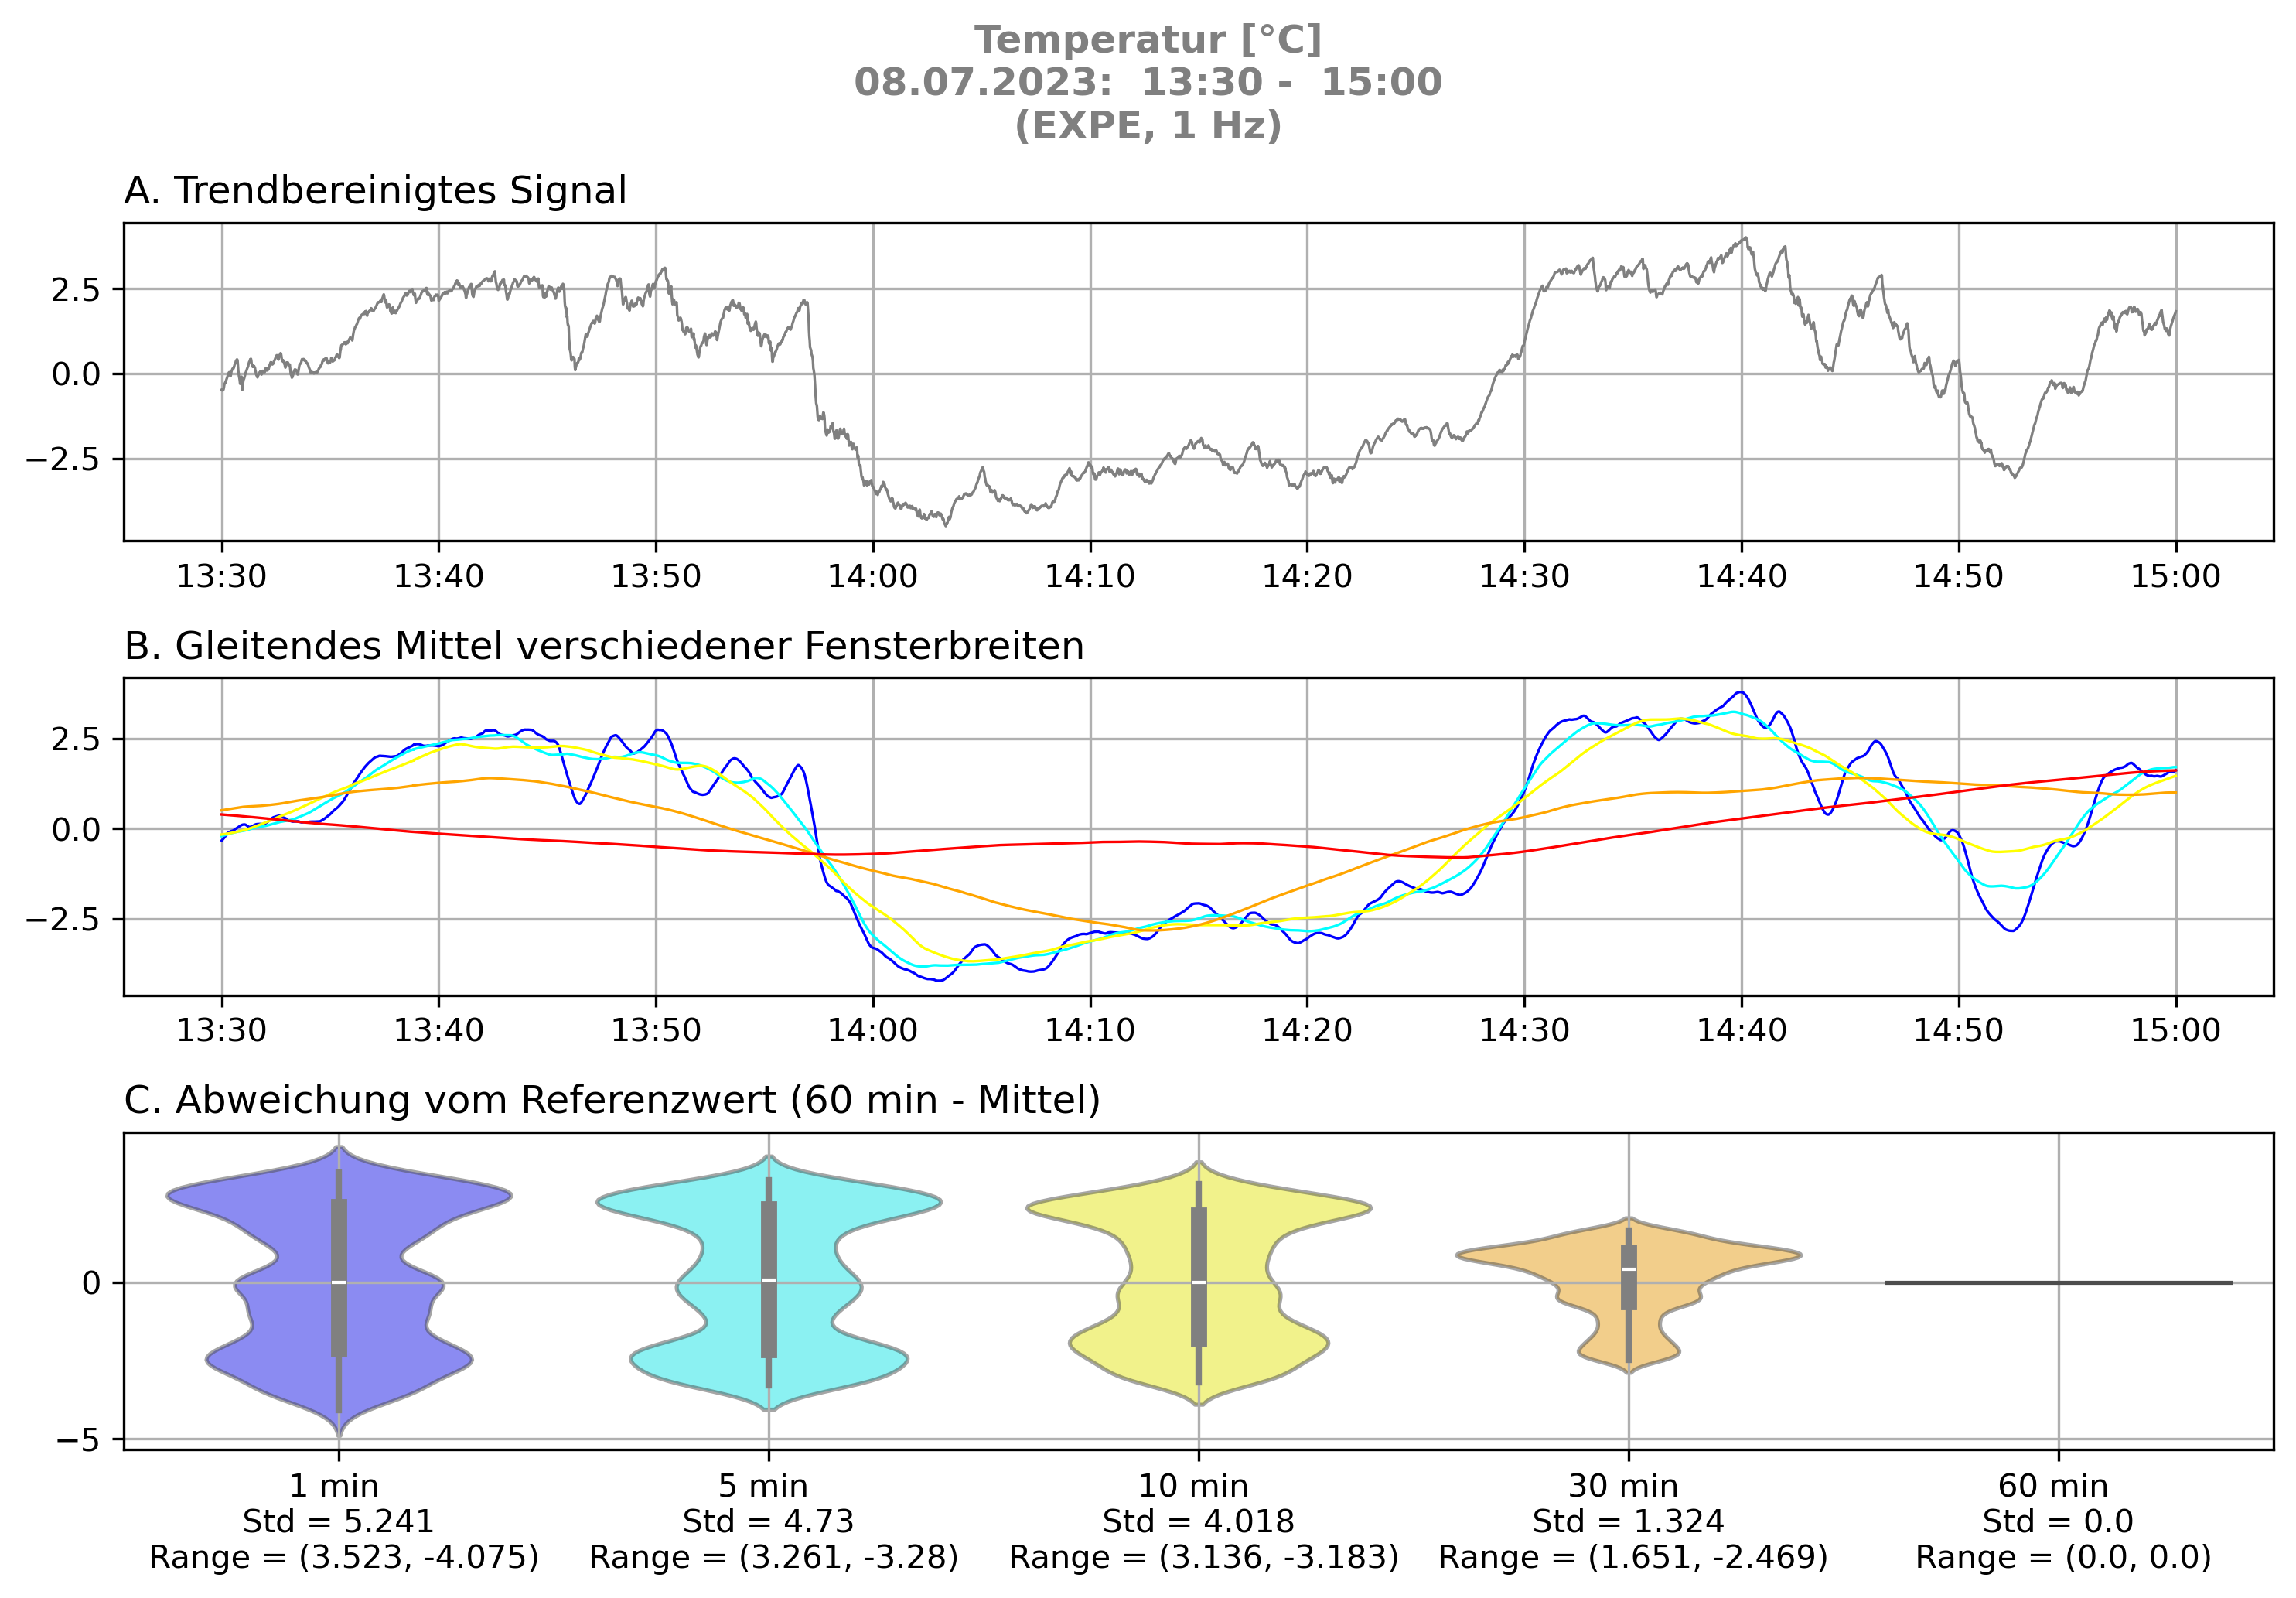 Temperatur [°C]
08.07.2023:  13:30 -  15:00
(EXPE, 1 Hz)
A. Trendbereinigtes Signal
2.5
0.0
−2.5
13:30 13:40 13:50 14:00 14:10 14:20 14:30 14:40 14:50 15:00
B. Gleitendes Mittel verschiedener Fensterbreiten
2.5
0.0
−2.5
13:30 13:40 13:50 14:00 14:10 14:20 14:30 14:40 14:50 15:00
C. Abweichung vom Referenzwert (60 min - Mittel)
0
−5
1 min 5 min 10 min 30 min 60 min
Std = 5.241 Std = 4.73 Std = 4.018 Std = 1.324 Std = 0.0
Range = (3.523, -4.075) Range = (3.261, -3.28) Range = (3.136, -3.183) Range = (1.651, -2.469) Range = (0.0, 0.0)